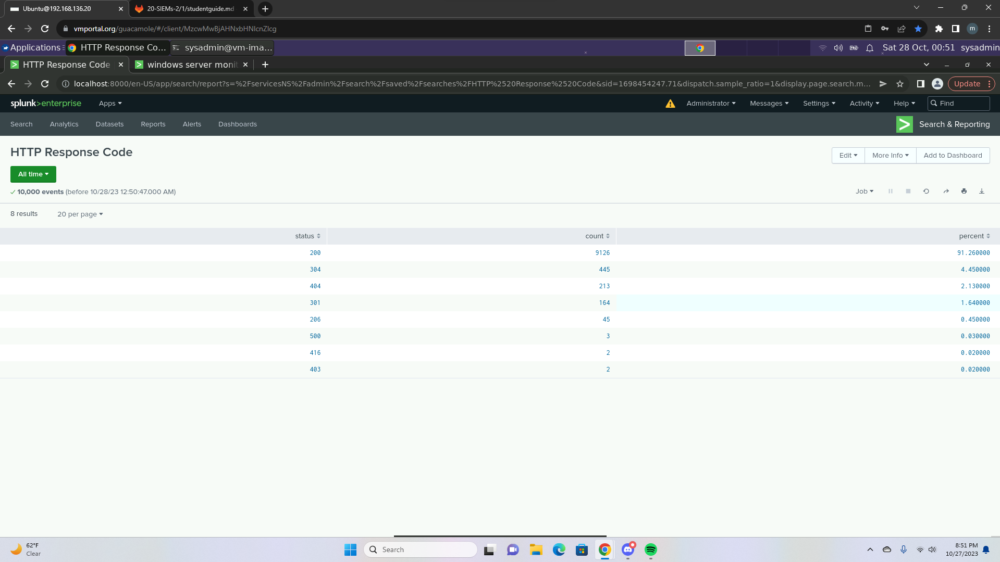 Ubuntu@192.168.136.20
20-SIEMs-2/1/studentguide.md
vmportal.org/guacamole/#/client/MzcwMwBjAHNxbHNlcnZlcg
m
Applications
HTTP Response Co...
sysadmin@vm-ima...
Sat 28 Oct, 00:51 sysadmin
HTTP Response Code
windows server monit
localhost:8000/en-US/app/search/report?s=%2FservicesNS%2Fadmin%2Fsearch%2Fsaved%2Fsearches%2FHTTP%2520Response%2520Code&sid=1698454247.71&dispatch.sample_ratio=1&display.page.search.m...
Update
splunk>enterprise
Apps
Administrator
Messages
Settings
Activity
Help
Find
Search
Analytics
Datasets
Reports
Alerts
Dashboards
Search & Reporting
HTTP Response Code
Edit
More Info
Add to Dashboard
All time
10,000 events (before 10/28/23 12:50:47.000 AM)
Job
8 results
20 per page
status count percent
200 9126 91.260000
304 445 4.450000
404 213 2.130000
301 164 1.640000
206 45 0.450000
500 3 0.030000
416 2 0.020000
403 2 0.020000
62°F
Clear
Search
8:51 PM
10/27/2023